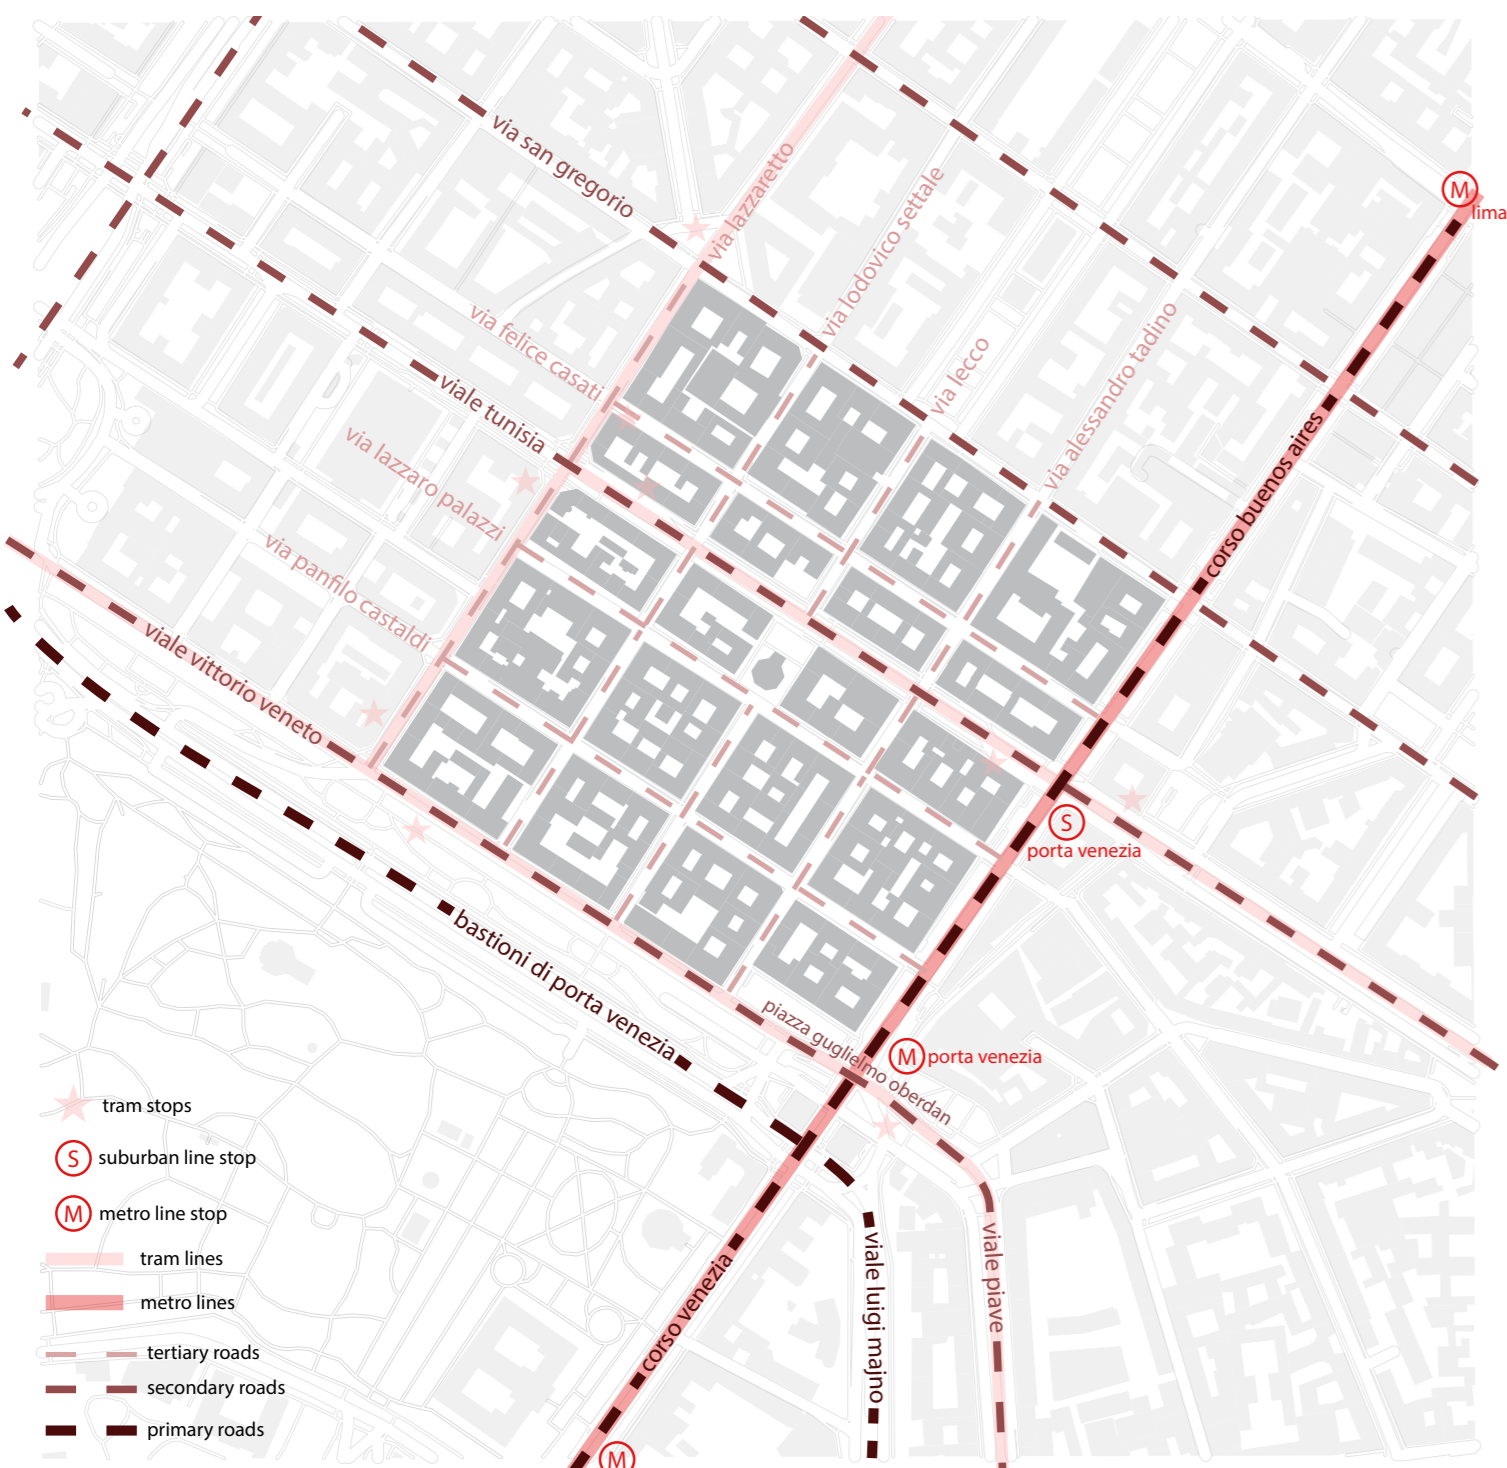 via san gregorio
via lazzaretto
via lodovico settale
M
lima
via felice casati
via lecco
via alessandro tadino
viale tunisia
via lazzaro palazzi
corso buenos aires
via panfilo castaldi
viale vittorio veneto
S
porta venezia
bastioni di porta venezia
piazza guglielmo oberdan
M porta venezia
tram stops
S suburban line stop
M metro line stop
tram lines
metro lines
tertiary roads
secondary roads
primary roads
corso venezia
viale luigi majno
viale piave
M